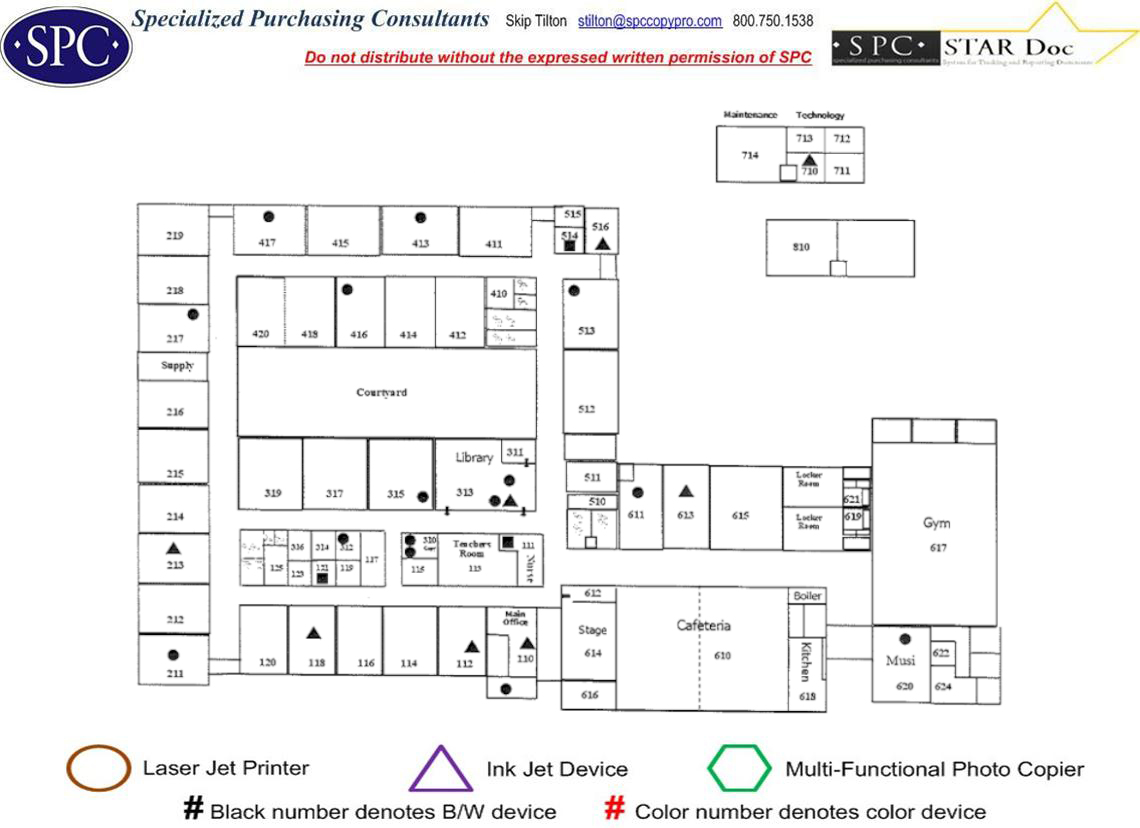 SPC
Specialized Purchasing Consultants Skip Tilton stilton@spccopypro.com 800.750.1538
Do not distribute without the expressed written permission of SPC
· S P C · STAR Doc
specialized purchasing consultants System for Tracking and Reporting Documents
Maintenance Technology
713 712
714
710 711
810
219 417 415 413 411 515
514 516
218 420 418 416 414 412 410 513
217
Supply
Courtyard
216 512
215 319 317 315 Library 313 311
511
510
611 613 615
Locker Room
Locker Room
621
619
Gym
617
214
213
316 314 312
125 123 121 119 117
310
115
Teachers Room
113
111
Nurse
212
211
120 118 116 114 112
Main Office
110
612
Stage
614
616
Cafeteria
610
Boiler
Kitchen
618
Musi
620
622
624
Laser Jet Printer Ink Jet Device Multi-Functional Photo Copier
# Black number denotes B/W device # Color number denotes color device